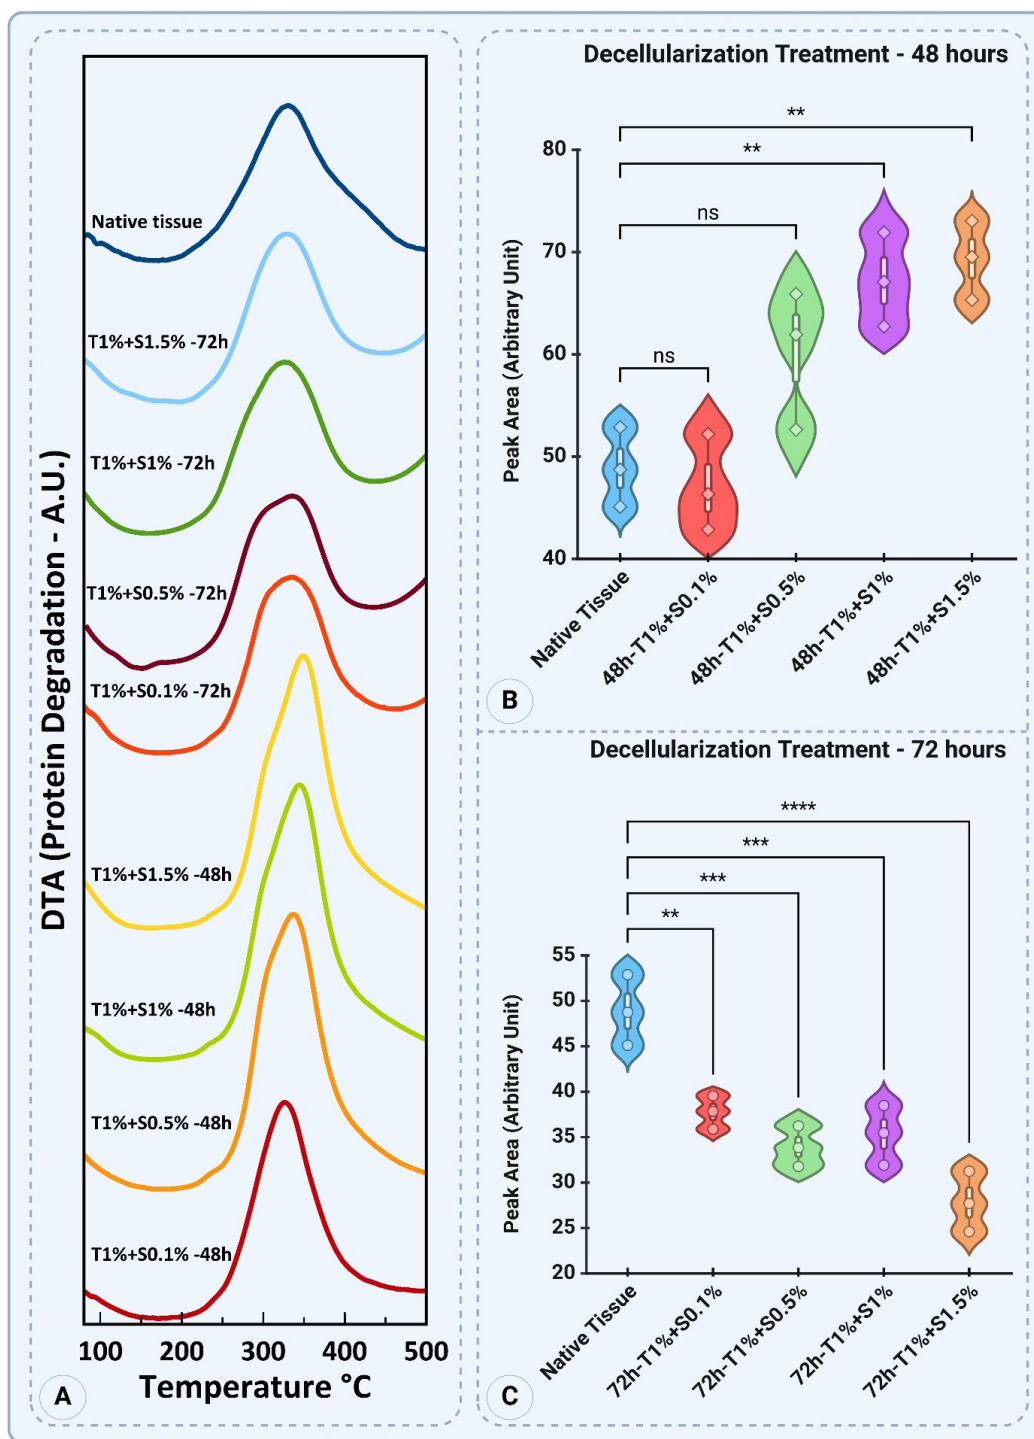 DTA (Protein Degradation - A.U.)
Native tissue
T1%+S1.5% -72h
T1%+S1% -72h
T1%+S0.5% -72h
T1%+S0.1% -72h
T1%+S1.5% -48h
T1%+S1% -48h
T1%+S0.5% -48h
T1%+S0.1% -48h
100 200 300 400 500
Temperature °C
A
Decellularization Treatment - 48 hours
**
**
ns
ns
Peak Area (Arbitrary Unit)
80
70
60
50
40
Native Tissue
48h-T1%+S0.1%
48h-T1%+S0.5%
48h-T1%+S1%
48h-T1%+S1.5%
B
Decellularization Treatment - 72 hours
****
***
***
**
Peak Area (Arbitrary Unit)
55
50
45
40
35
30
25
20
Native Tissue
72h-T1%+S0.1%
72h-T1%+S0.5%
72h-T1%+S1%
72h-T1%+S1.5%
C